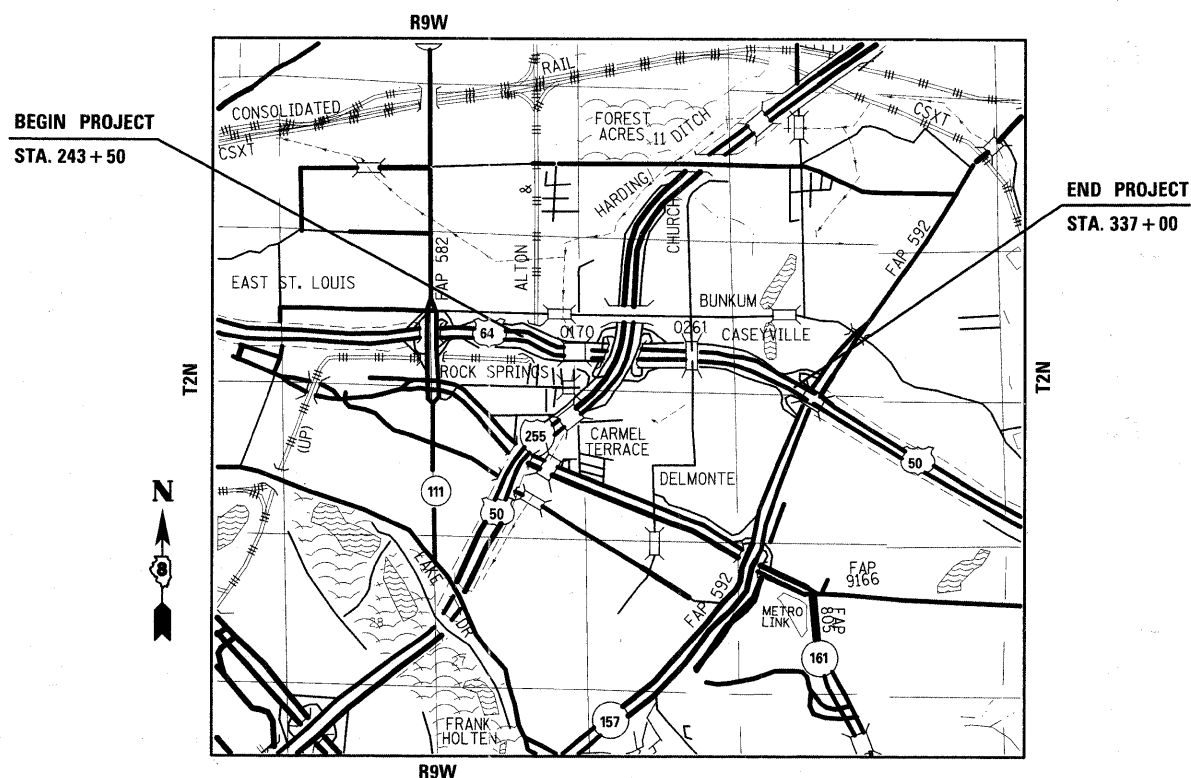 R9W
BEGIN PROJECT
STA. 243 + 50
CONSOLIDATED
RAIL
CSXT
FOREST
ACRES
11 DITCH
CSXT
END PROJECT
STA. 337 + 00
HARDING
CHURCH
ALTON
&
FAP 582
FAP 592
EAST ST. LOUIS
BUNKUM
64
0170
0261
CASEYVILLE
ROCK SPRINGS
T2N
T2N
(UP)
255
CARMEL
TERRACE
DELMONTE
50
N
8
111
50
LAKE DR
FAP 592
FAP
9166
METRO
LINK
FAP
805
161
157
FRANK
HOLTEN
R9W